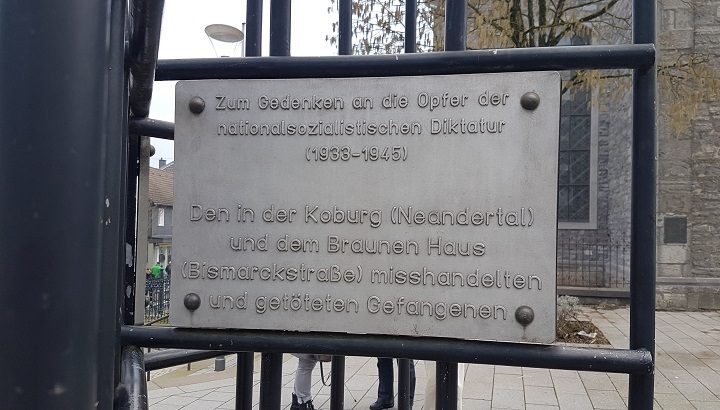 Zum Gedenken an die Opfer der
nationalsozialistischen Diktatur
(1933-1945)
Den in der Koburg (Neandertal)
und dem Braunen Haus
(Bismarckstraße) misshandelten
und getöteten Gefangenen